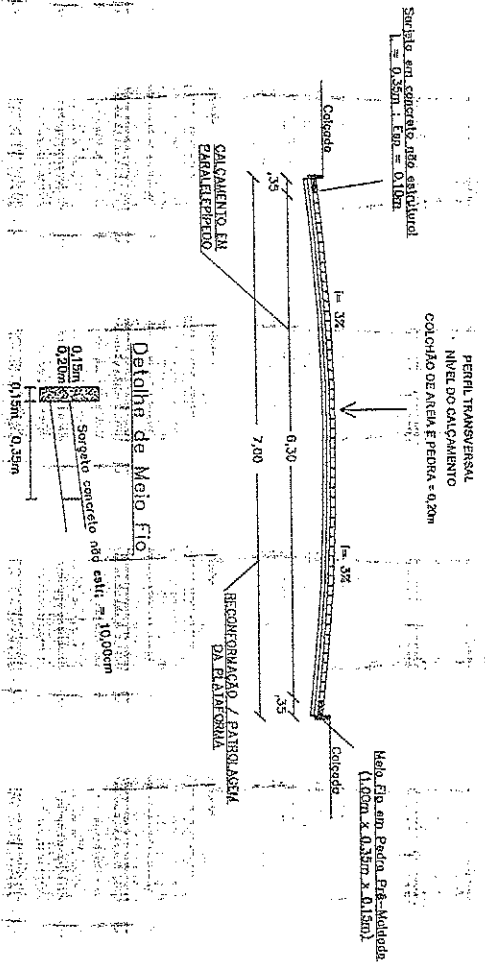 PERFIL TRANSVERSAL
NIVEL DO CALÇAMENTO
COLCHÃO DE AREIA E PEDRA = 0,20m
Sarjeta em concreto não estrutural
L = 0,35m ; Esp = 0,10m
Calçada
i= 3%
i= 3%
Calçada
Meio Fio em Pedra Pré-Moldado
(1,00m x 0,35m x 0,15m)
,35
6,30
,35
7,00
CALÇAMENTO EM
PARALELEPÍPEDO
RECONFORMAÇÃO / PATROLAGEM
DA PLATAFORMA
Detalhe de Meio Fio
0,15m
0,20m
Sargeta concreto não estr. = 10,00cm
0,15m
0,35m